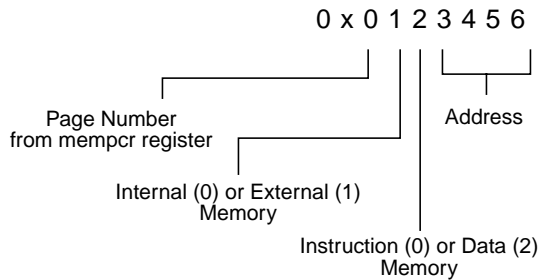 0 x 0 1 2 3 4 5 6
Page Number
from mempcr register
Address
Internal (0) or External (1)
Memory
Instruction (0) or Data (2)
Memory